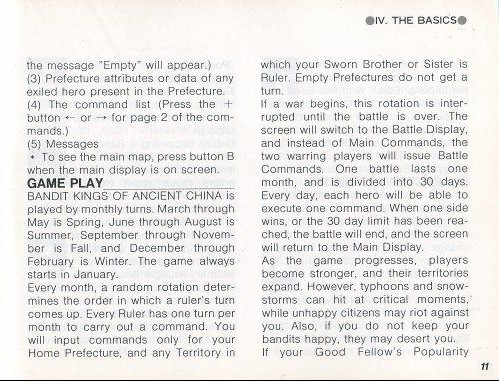 ●IV. THE BASICS●
the message "Empty" will appear.)
(3) Prefecture attributes or data of any
exiled hero present in the Prefecture.
(4) The command list (Press the +
button ← or → for page 2 of the com-
mands.)
(5) Messages
• To see the main map, press button B
when the main display is on screen.
GAME PLAY
BANDIT KINGS OF ANCIENT CHINA is
played by monthly turns. March through
May is Spring, June through August is
Summer, September through Novem-
ber is Fall, and December through
February is Winter. The game always
starts in January.
Every month, a random rotation deter-
mines the order in which a ruler's turn
comes up. Every Ruler has one turn per
month to carry out a command. You
will input commands only for your
Home Prefecture, and any Territory in
which your Sworn Brother or Sister is
Ruler. Empty Prefectures do not get a
turn.
If a war begins, this rotation is inter-
rupted until the battle is over. The
screen will switch to the Battle Display,
and instead of Main Commands, the
two warring players will issue Battle
Commands. One battle lasts one
month, and is divided into 30 days.
Every day, each hero will be able to
execute one command. When one side
wins, or the 30 day limit has been rea-
ched, the battle will end, and the screen
will return to the Main Display.
As the game progresses, players
become stronger, and their territories
expand. However, typhoons and snow-
storms can hit at critical moments,
while unhappy citizens may riot against
you. Also, if you do not keep your
bandits happy, they may desert you.
If your Good Fellow's Popularity
11